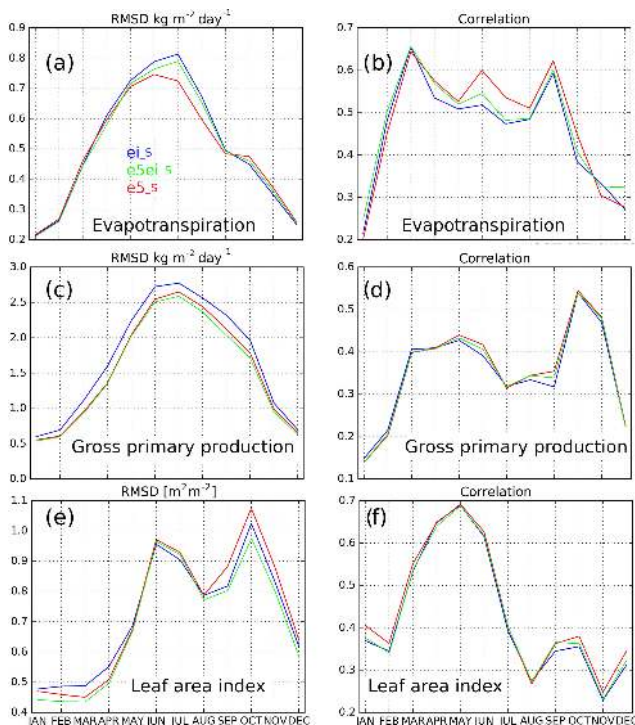 RMSD kg m⁻² day⁻¹
Correlation
0.9
0.8
0.7
0.6
0.5
0.4
0.3
0.2
(a)
ei_s
e5ei_s
e5_s
Evapotranspiration
0.7
0.6
0.5
0.4
0.3
0.2
(b)
Evapotranspiration
RMSD kg m⁻² day⁻¹
Correlation
3.0
2.5
2.0
1.5
1.0
0.5
0.0
(c)
Gross primary production
0.6
0.5
0.4
0.3
0.2
0.1
(d)
Gross primary production
RMSD [m²m⁻²]
Correlation
1.1
1.0
0.9
0.8
0.7
0.6
0.5
0.4
(e)
Leaf area index
JAN FEB MAR APR MAY JUN JUL AUG SEP OCT NOV DEC
0.7
0.6
0.5
0.4
0.3
0.2
(f)
Leaf area index
JAN FEB MAR APR MAY JUN JUL AUG SEP OCT NOV DEC